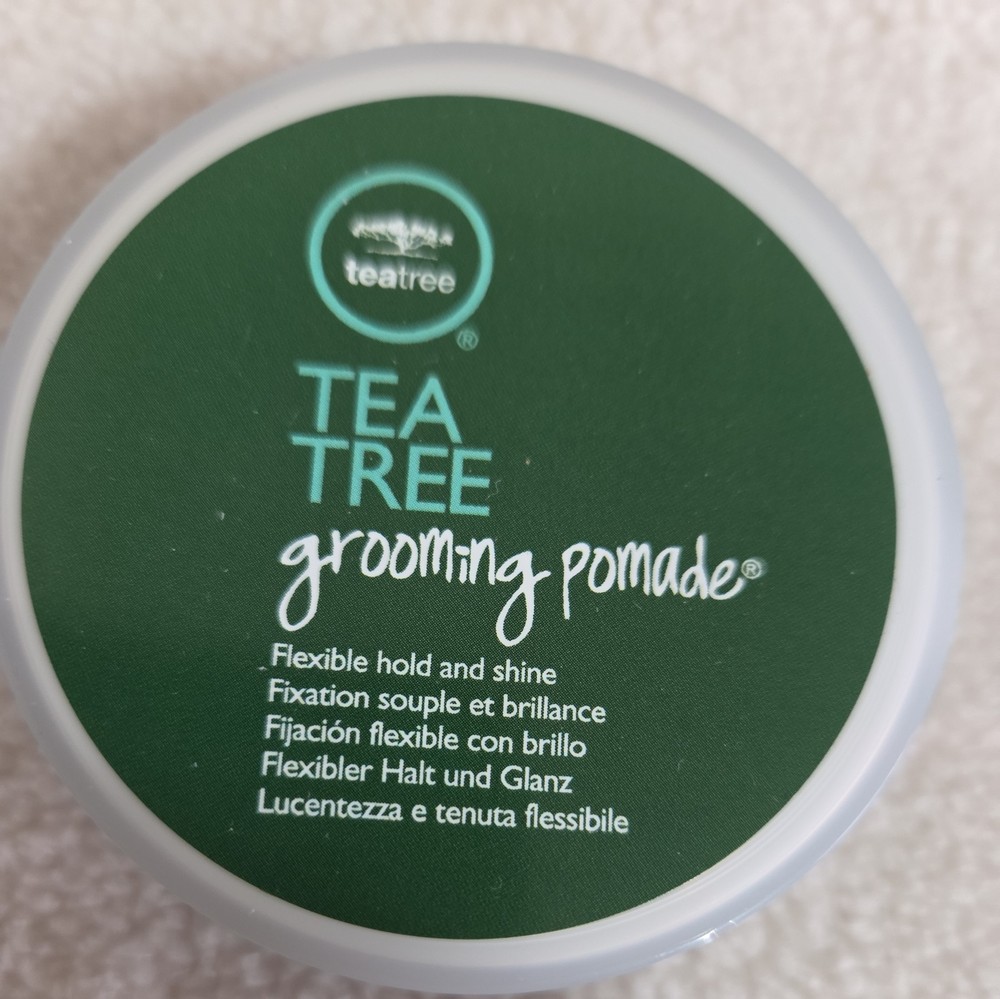 teatree
®
TEA
TREE
grooming pomade®
Flexible hold and shine
Fixation souple et brillance
Fijación flexible con brillo
Flexibler Halt und Glanz
Lucentezza e tenuta flessibile